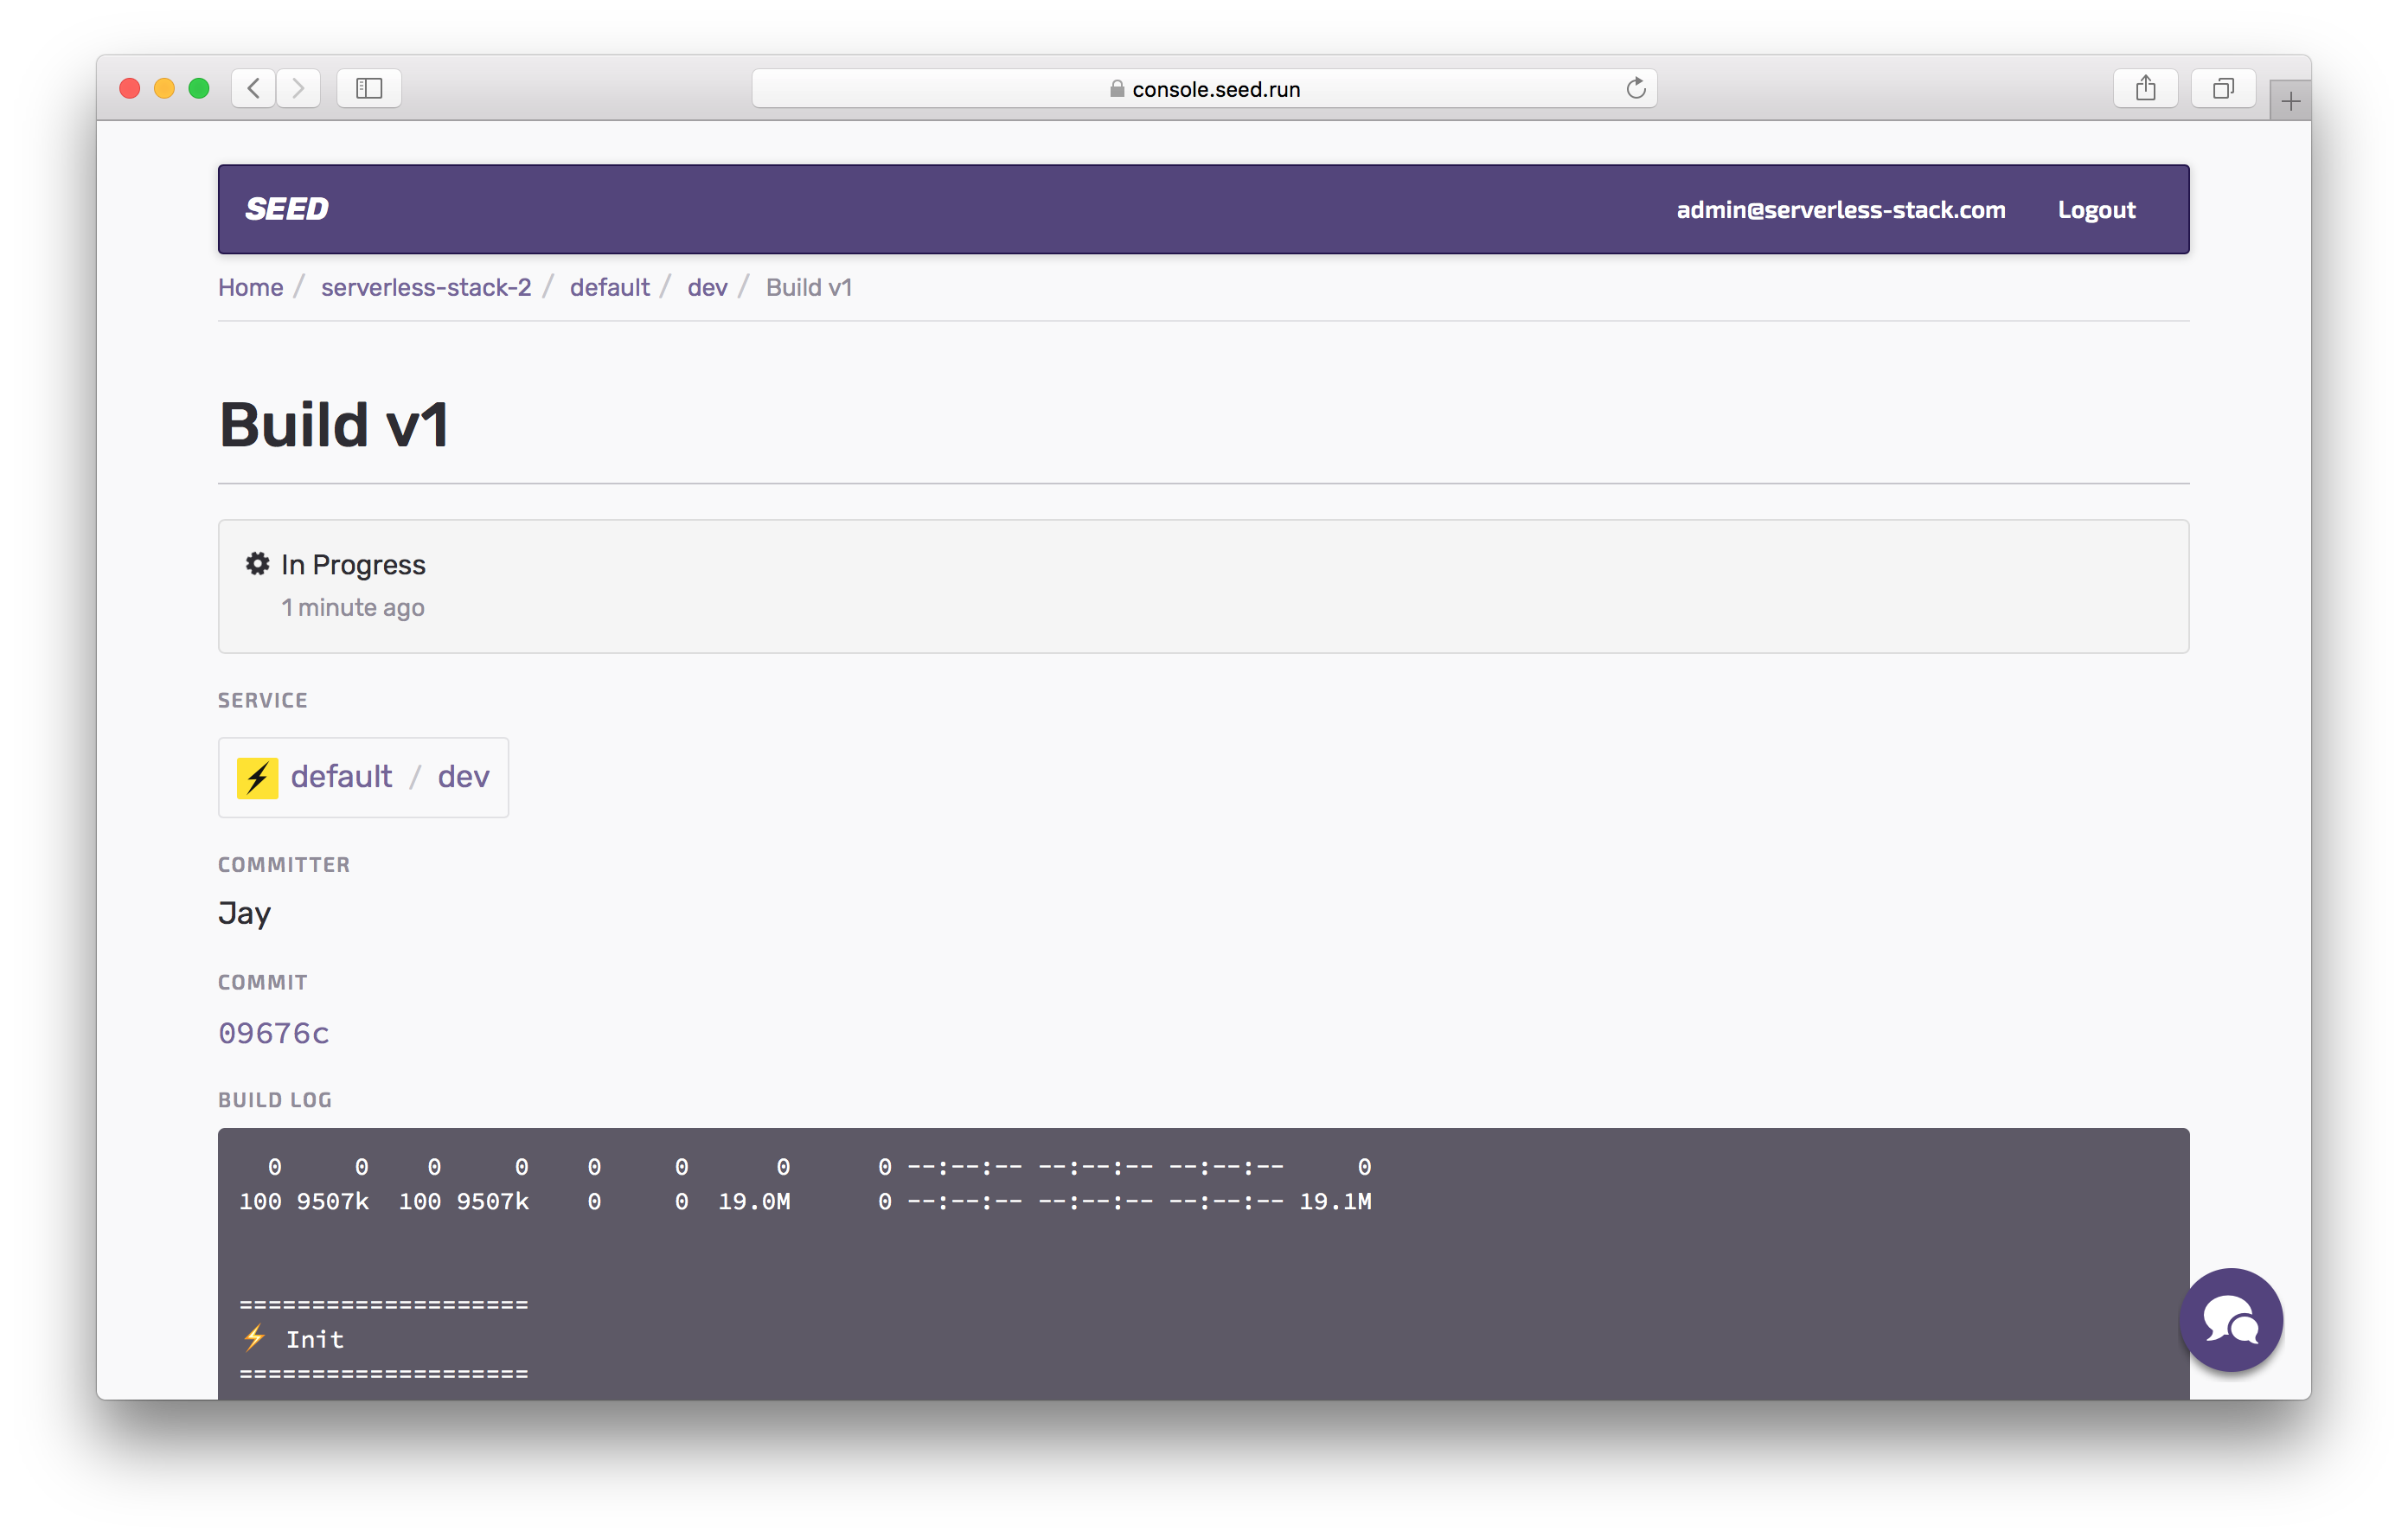 console.seed.run
SEED admin@serverless-stack.com Logout
Home / serverless-stack-2 / default / dev / Build v1
Build v1
In Progress
1 minute ago
SERVICE
default / dev
COMMITTER
Jay
COMMIT
09676c
BUILD LOG
0 0 0 0 0 0 0 0 --:--:-- --:--:-- --:--:-- 0
100 9507k 100 9507k 0 0 19.0M 0 --:--:-- --:--:-- --:--:-- 19.1M
====================
⚡ Init
====================